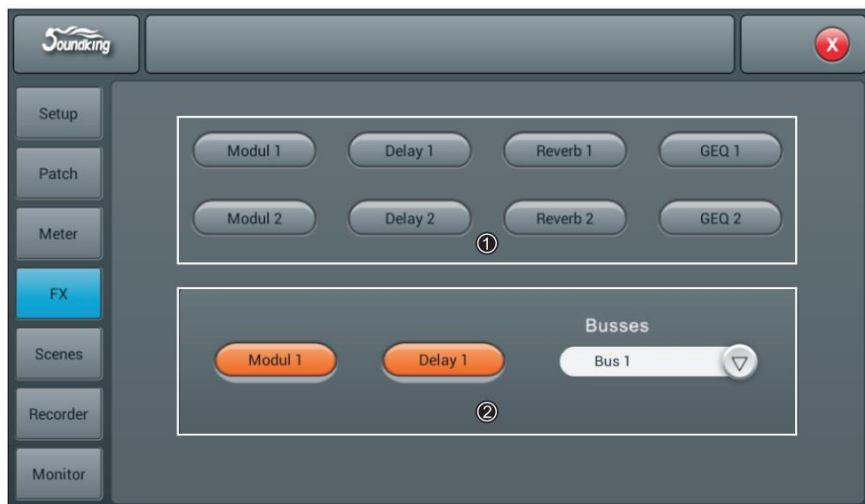 Soundking
X
Setup
Patch
Meter
FX
Scenes
Recorder
Monitor
Modul 1 Delay 1 Reverb 1 GEQ 1
Modul 2 Delay 2 Reverb 2 GEQ 2
①
Busses
Modul 1 Delay 1 Bus 1
②